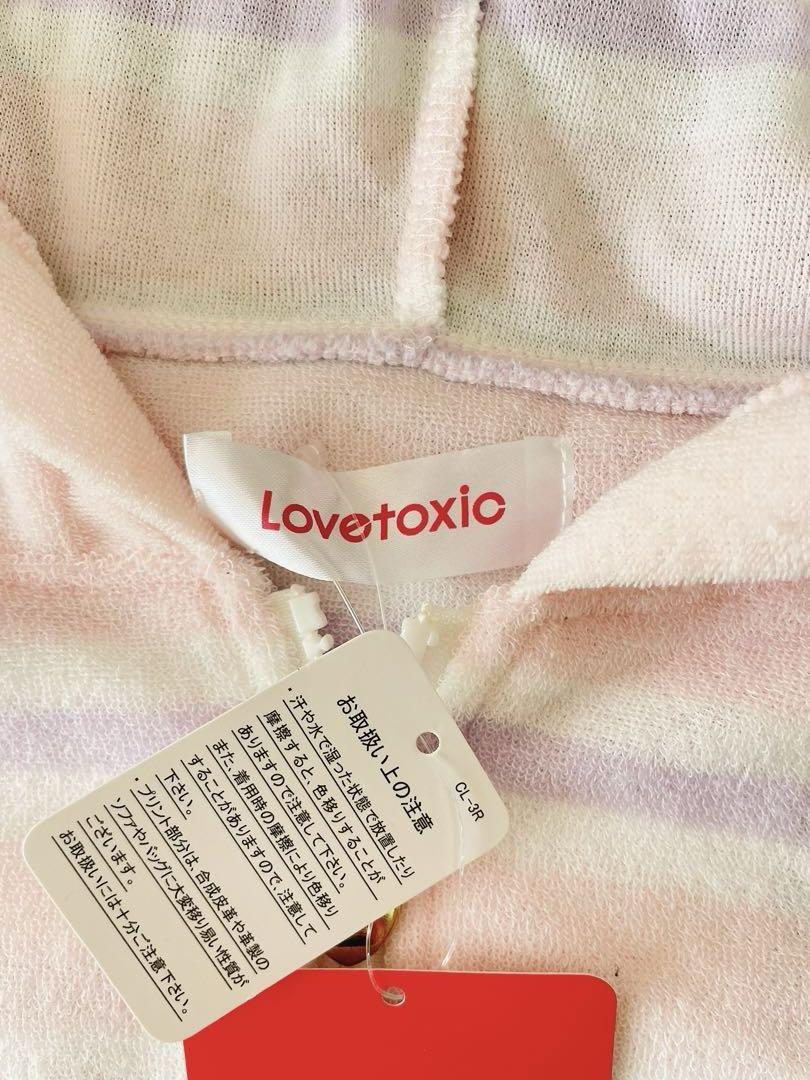 Lovetoxic
CL-3R
お取扱い上の注意
・汗や水で湿った状態で放置したり
摩擦すると、色移りすることが
ありますので注意して下さい。
また、着用時の摩擦により色移り
することがありますので、注意して
下さい。
・プリント部分は、合成皮革や革製の
ソファやバッグに大変移り易い性質が
ございます。
お取扱いには十分ご注意下さい。